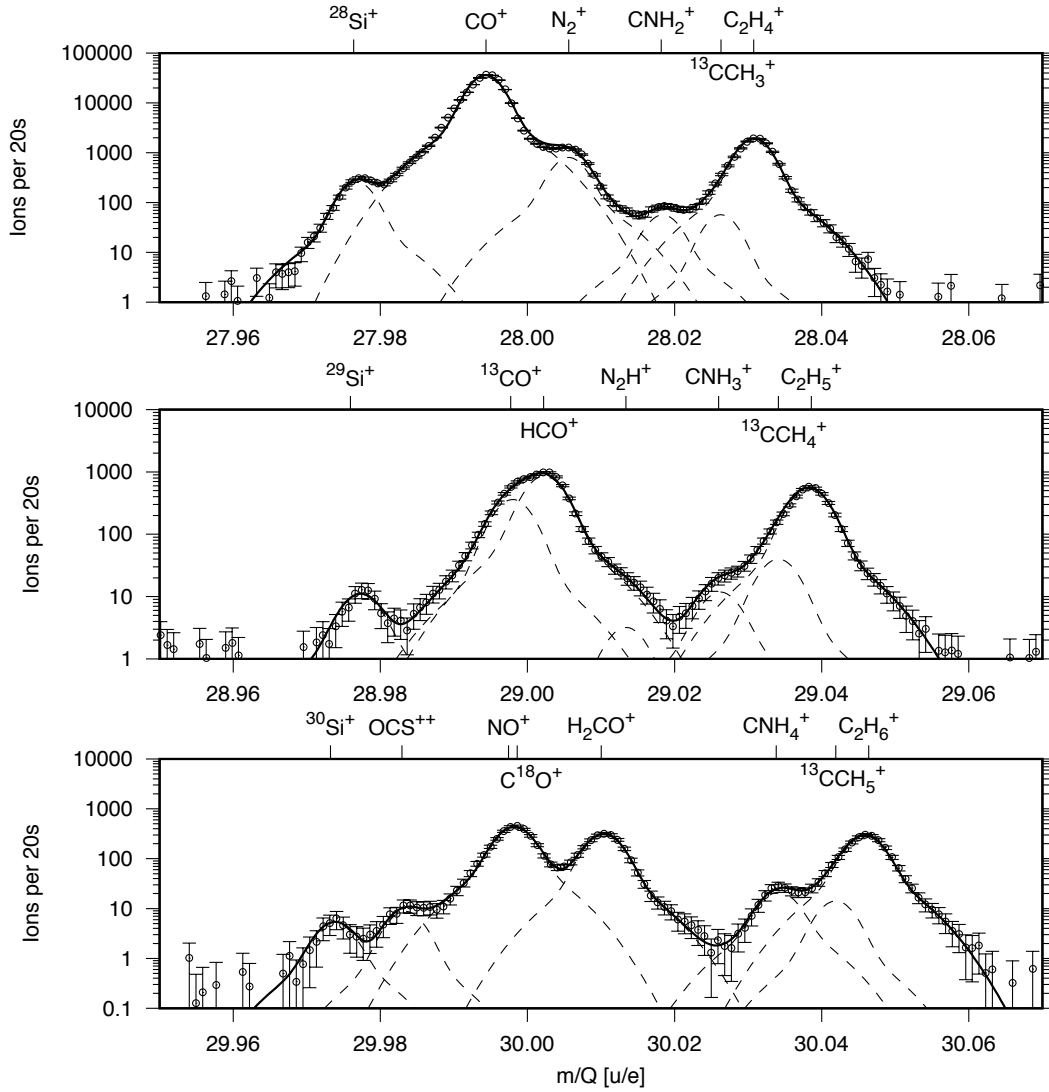 ²⁸Si⁺ CO⁺ N₂⁺ CNH₂⁺ C₂H₄⁺
¹³CCH₃⁺
100000
10000
1000
100
10
1
Ions per 20s
27.96 27.98 28.00 28.02 28.04 28.06
²⁹Si⁺ ¹³CO⁺ N₂H⁺ CNH₃⁺ C₂H₅⁺
HCO⁺ ¹³CCH₄⁺
10000
1000
100
10
1
Ions per 20s
28.96 28.98 29.00 29.02 29.04 29.06
³⁰Si⁺ OCS⁺⁺ NO⁺ H₂CO⁺ CNH₄⁺ C₂H₆⁺
C¹⁸O⁺ ¹³CCH₅⁺
10000
1000
100
10
1
0.1
Ions per 20s
29.96 29.98 30.00 30.02 30.04 30.06
m/Q [u/e]